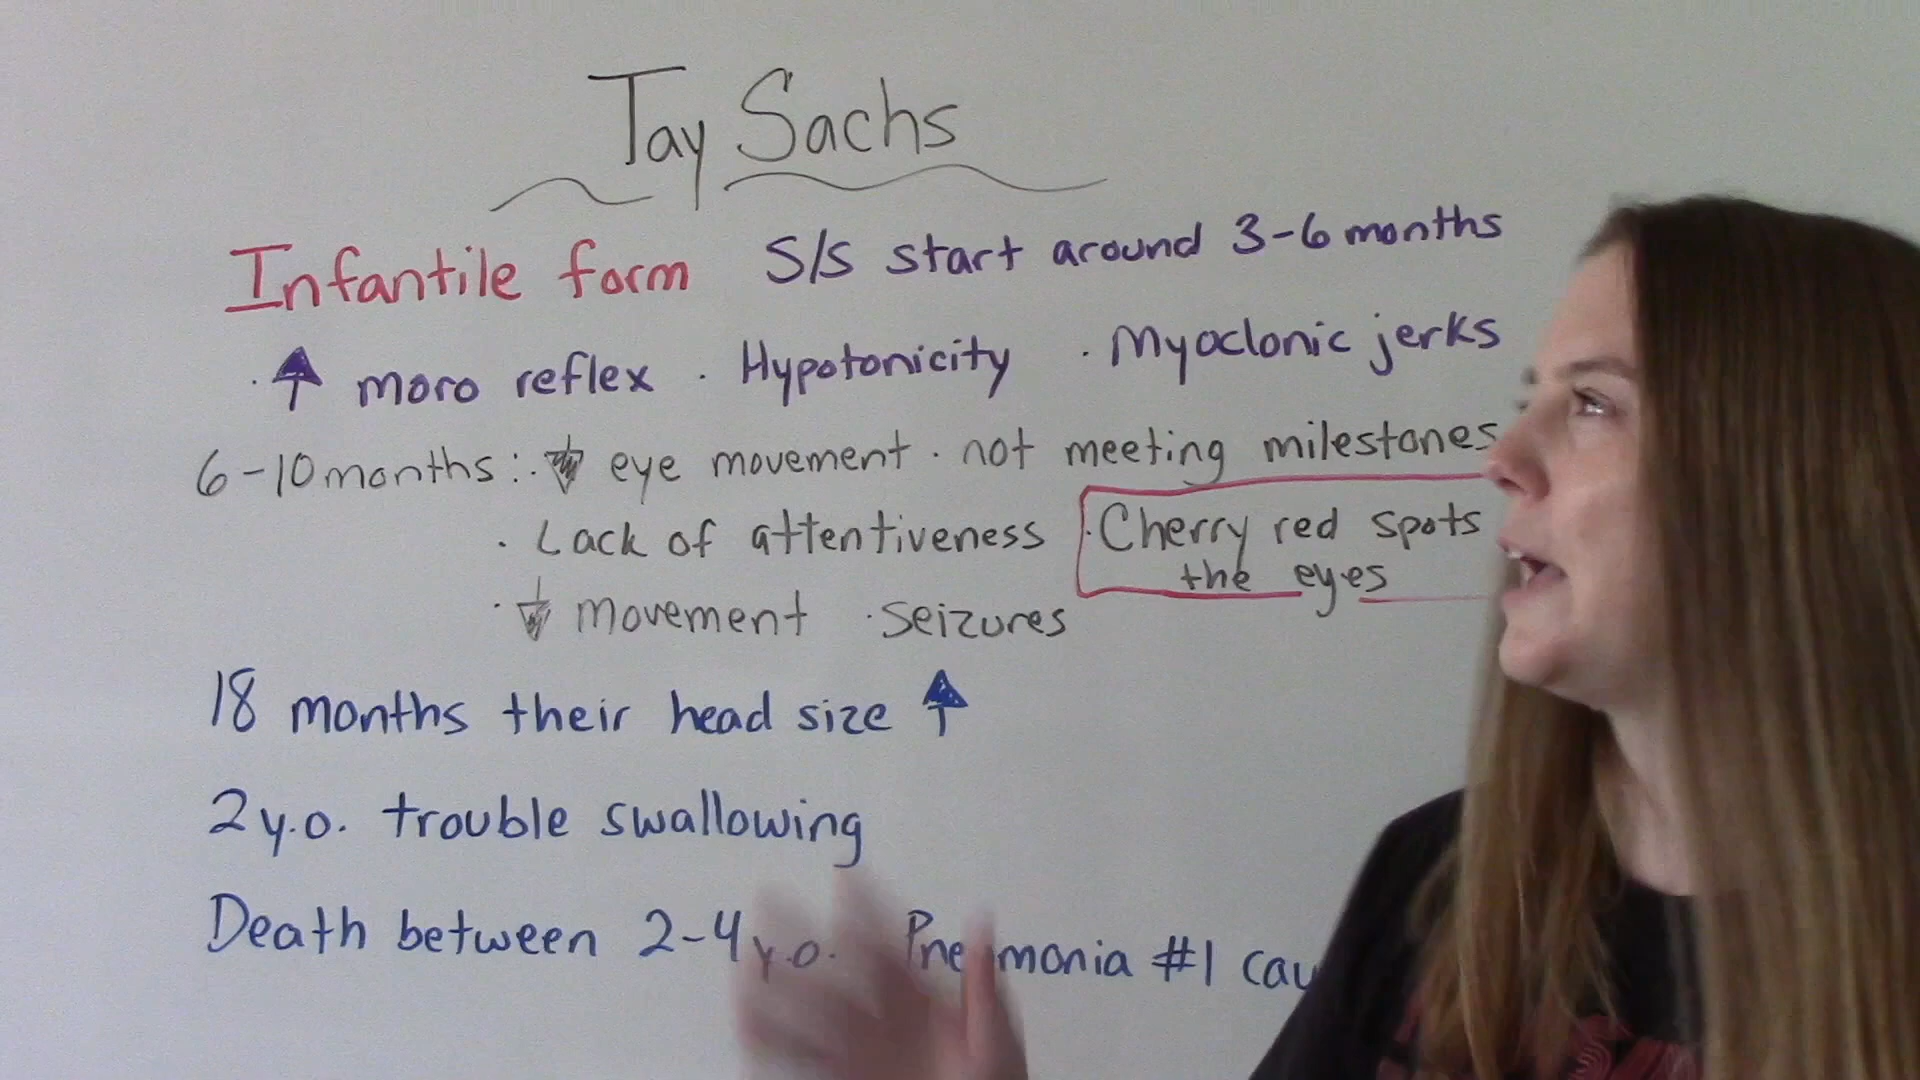 Tay Sachs
Infantile form S/S start around 3-6 months
· ↑ moro reflex · Hypotonicity · Myoclonic jerks
6-10 months: · ↓ eye movement · not meeting milestones
· Lack of attentiveness · Cherry red spots
the eyes
· ↓ movement · seizures
18 months their head size ↑
2 y.o. trouble swallowing
Death between 2-4 y.o. #1